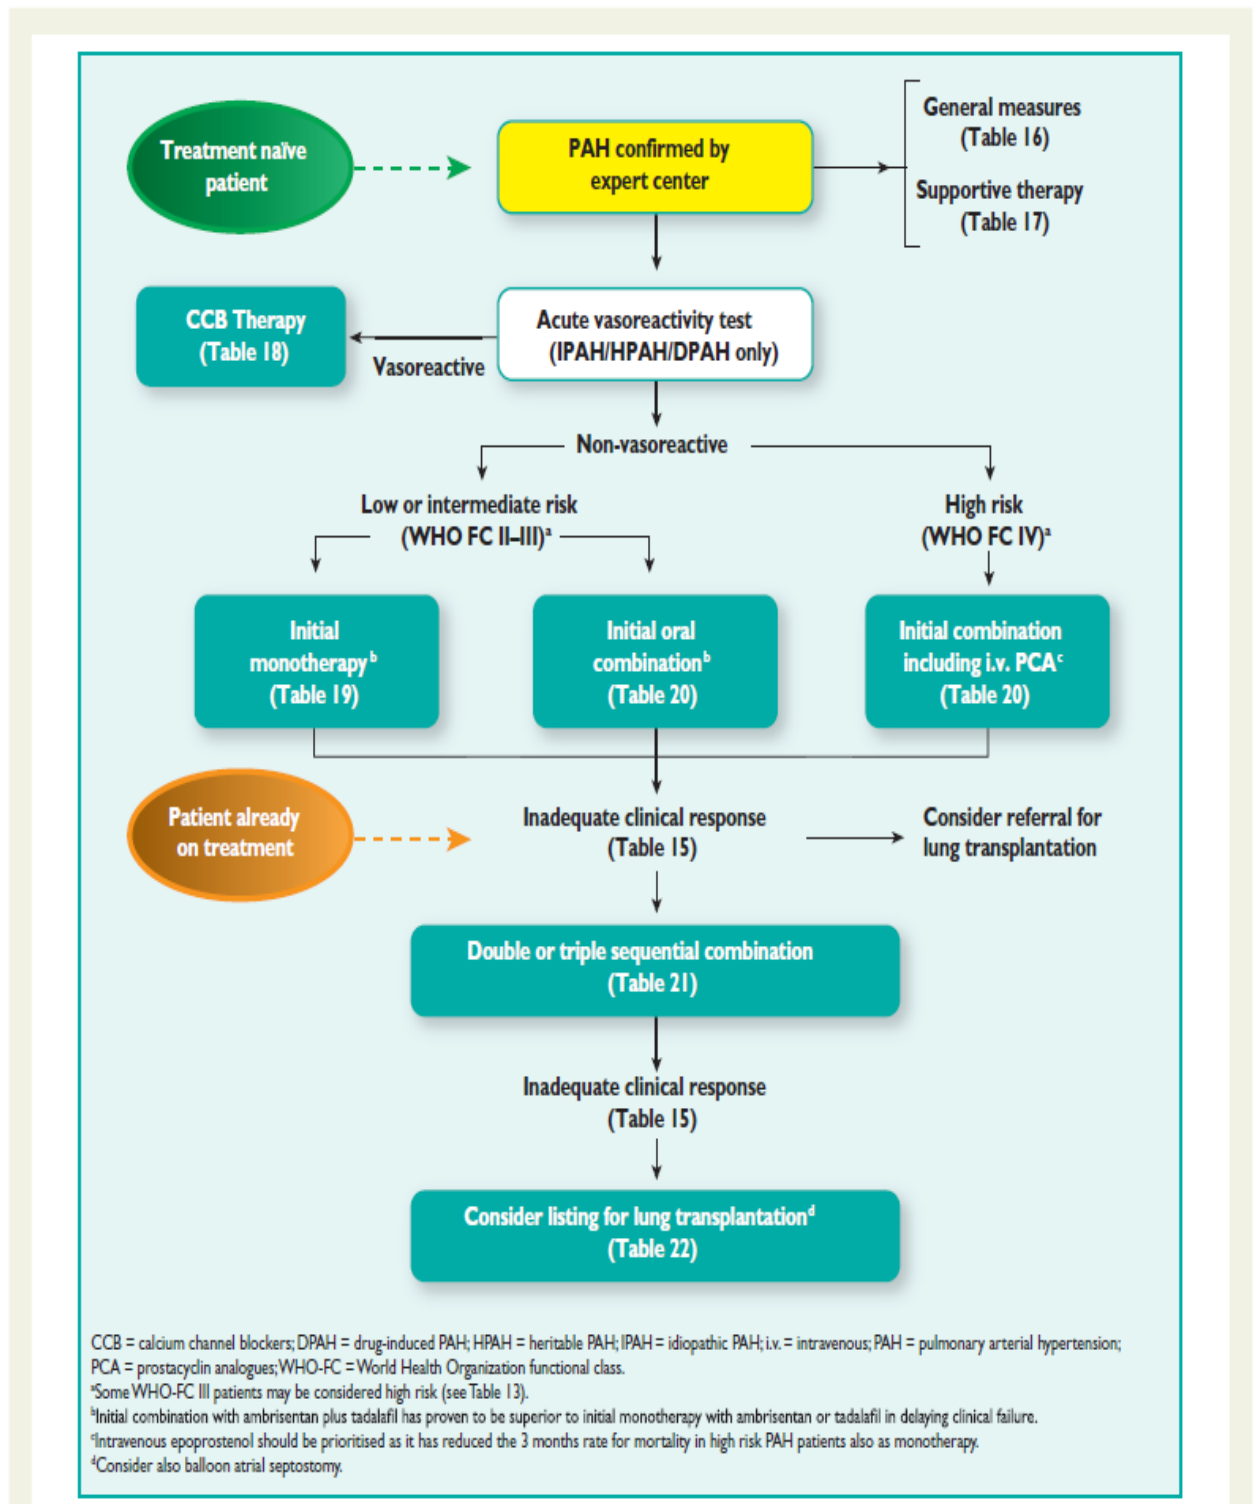 Treatment naïve
patient
PAH confirmed by
expert center
General measures
(Table 16)
Supportive therapy
(Table 17)
CCB Therapy
(Table 18)
Vasoreactive
Acute vasoreactivity test
(IPAH/HPAH/DPAH only)
Non-vasoreactive
Low or intermediate risk
(WHO FC II–III)ᵃ
High risk
(WHO FC IV)ᵃ
Initial
monotherapyᵇ
(Table 19)
Initial oral
combinationᵇ
(Table 20)
Initial combination
including i.v. PCAᶜ
(Table 20)
Patient already
on treatment
Inadequate clinical response
(Table 15)
Consider referral for
lung transplantation
Double or triple sequential combination
(Table 21)
Inadequate clinical response
(Table 15)
Consider listing for lung transplantationᵈ
(Table 22)
CCB = calcium channel blockers; DPAH = drug-induced PAH; HPAH = heritable PAH; IPAH = idiopathic PAH; i.v. = intravenous; PAH = pulmonary arterial hypertension;
PCA = prostacyclin analogues; WHO-FC = World Health Organization functional class.
ᵃSome WHO-FC III patients may be considered high risk (see Table 13).
ᵇInitial combination with ambrisentan plus tadalafil has proven to be superior to initial monotherapy with ambrisentan or tadalafil in delaying clinical failure.
ᶜIntravenous epoprostenol should be prioritised as it has reduced the 3 months rate for mortality in high risk PAH patients also as monotherapy.
ᵈConsider also balloon atrial septostomy.